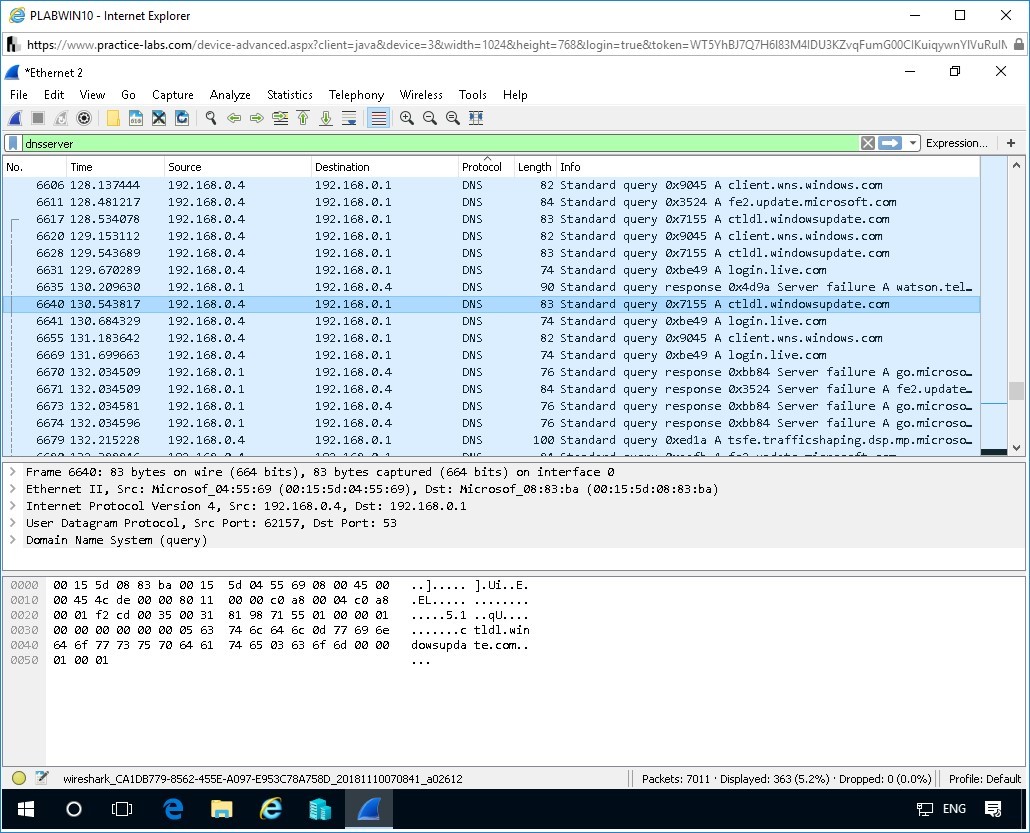 PLABWIN10 - Internet Explorer
https://www.practice-labs.com/device-advanced.aspx?client=java&device=3&width=1024&height=768&login=true&token=
*Ethernet 2
File Edit View Go Capture Analyze Statistics Telephony Wireless Tools Help
dnsserver Expression... +
No. Time Source Destination Protocol Length Info
6606 128.137444 192.168.0.4 192.168.0.1 DNS 82 Standard query 0x9045 A client.wns.windows.com
6611 128.481217 192.168.0.4 192.168.0.1 DNS 84 Standard query 0x3524 A fe2.update.microsoft.com
6617 128.534078 192.168.0.4 192.168.0.1 DNS 83 Standard query 0x7155 A ctldl.windowsupdate.com
6620 129.153112 192.168.0.4 192.168.0.1 DNS 82 Standard query 0x9045 A client.wns.windows.com
6628 129.543689 192.168.0.4 192.168.0.1 DNS 83 Standard query 0x7155 A ctldl.windowsupdate.com
6631 129.670289 192.168.0.4 192.168.0.1 DNS 74 Standard query 0xbe49 A login.live.com
6635 130.209630 192.168.0.1 192.168.0.4 DNS 90 Standard query response 0x4d9a Server failure A watson.tel…
6640 130.543817 192.168.0.4 192.168.0.1 DNS 83 Standard query 0x7155 A ctldl.windowsupdate.com
6641 130.684329 192.168.0.4 192.168.0.1 DNS 74 Standard query 0xbe49 A login.live.com
6655 131.183642 192.168.0.4 192.168.0.1 DNS 82 Standard query 0x9045 A client.wns.windows.com
6669 131.699663 192.168.0.4 192.168.0.1 DNS 74 Standard query 0xbe49 A login.live.com
6670 132.034509 192.168.0.1 192.168.0.4 DNS 76 Standard query response 0xbb84 Server failure A go.microso…
6671 132.034509 192.168.0.1 192.168.0.4 DNS 84 Standard query response 0x3524 Server failure A fe2.update…
6673 132.034581 192.168.0.1 192.168.0.4 DNS 76 Standard query response 0xbb84 Server failure A go.microso…
6674 132.034596 192.168.0.1 192.168.0.4 DNS 76 Standard query response 0xbb84 Server failure A go.microso…
6679 132.215228 192.168.0.4 192.168.0.1 DNS 100 Standard query 0xed1a A tsfe.trafficshaping.dsp.mp.microso…
Frame 6640: 83 bytes on wire (664 bits), 83 bytes captured (664 bits) on interface 0
Ethernet II, Src: Microsof_04:55:69 (00:15:5d:04:55:69), Dst: Microsof_08:83:ba (00:15:5d:08:83:ba)
Internet Protocol Version 4, Src: 192.168.0.4, Dst: 192.168.0.1
User Datagram Protocol, Src Port: 62157, Dst Port: 53
Domain Name System (query)
0000 00 15 5d 08 83 ba 00 15 5d 04 55 69 08 00 45 00 ..]..... ].Ui..E.
0010 00 45 4c de 00 00 80 11 00 00 c0 a8 00 04 c0 a8 .EL..... ........
0020 00 01 f2 cd 00 35 00 31 81 98 71 55 01 00 00 01 .....5.1 ..qU....
0030 00 00 00 00 00 00 05 63 74 6c 64 6c 0d 77 69 6e .......c tldl.win
0040 64 6f 77 73 75 70 64 61 74 65 03 63 6f 6d 00 00 dowsupda te.com..
0050 01 00 01 ...
wireshark_CA1DB779-8562-455E-A097-E953C78A758D_20181110070841_a02612 Packets: 7011 · Displayed: 363 (5.2%) · Dropped: 0 (0.0%) Profile: Default
ENG